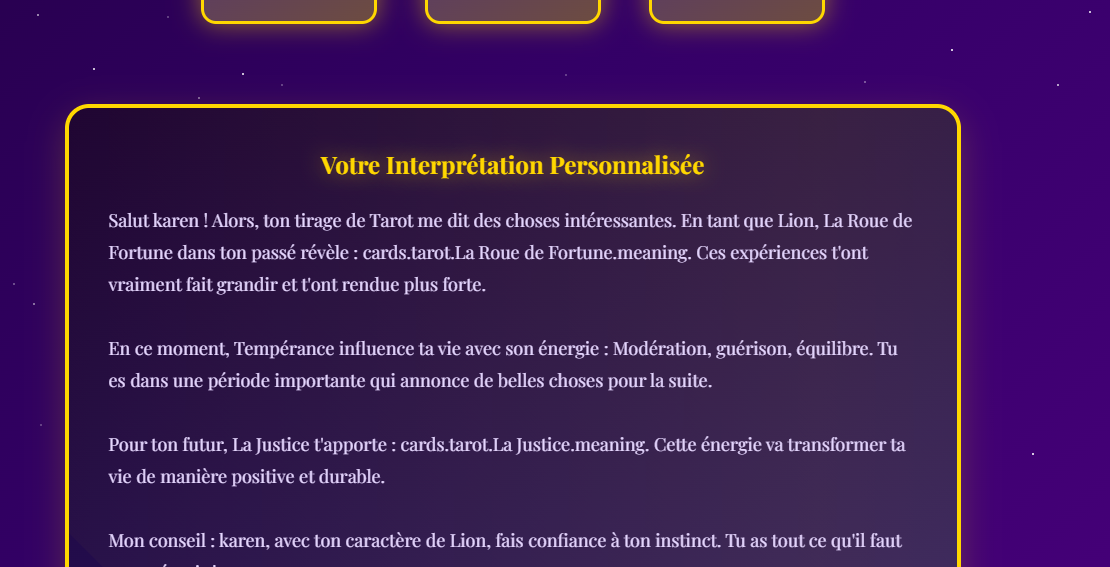 Votre Interprétation Personnalisée
Salut karen ! Alors, ton tirage de Tarot me dit des choses intéressantes. En tant que Lion, La Roue de
Fortune dans ton passé révèle : cards.tarot.La Roue de Fortune.meaning. Ces expériences t'ont
vraiment fait grandir et t'ont rendue plus forte.
En ce moment, Tempérance influence ta vie avec son énergie : Modération, guérison, équilibre. Tu
es dans une période importante qui annonce de belles choses pour la suite.
Pour ton futur, La Justice t'apporte : cards.tarot.La Justice.meaning. Cette énergie va transformer ta
vie de manière positive et durable.
Mon conseil : karen, avec ton caractère de Lion, fais confiance à ton instinct. Tu as tout ce qu'il faut